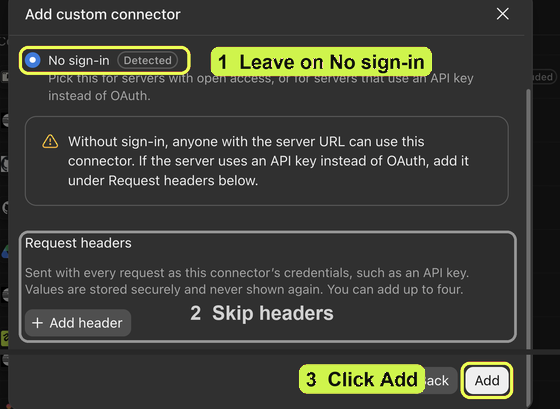 Add custom connector
No sign-in Detected
1 Leave on No sign-in
Pick this for servers with open access, or for servers that use an API key
instead of OAuth.
Without sign-in, anyone with the server URL can use this
connector. If the server uses an API key instead of OAuth, add it
under Request headers below.
Request headers
Sent with every request as this connector's credentials, such as an API key.
Values are stored securely and never shown again. You can add up to four.
+ Add header
2 Skip headers
3 Click Add
Add